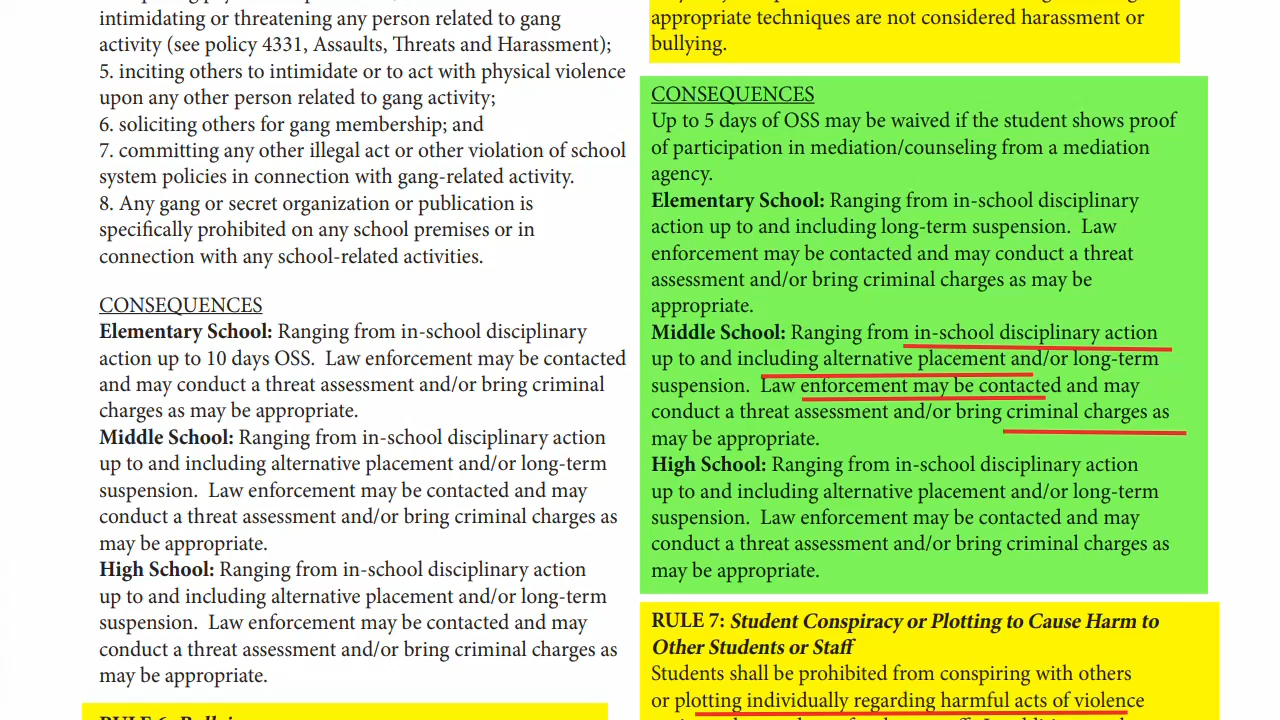 intimidating or threatening any person related to gang
activity (see policy 4331, Assaults, Threats and Harassment);
5. inciting others to intimidate or to act with physical violence
upon any other person related to gang activity;
6. soliciting others for gang membership; and
7. committing any other illegal act or other violation of school
system policies in connection with gang-related activity.
8. Any gang or secret organization or publication is
specifically prohibited on any school premises or in
connection with any school-related activities.
CONSEQUENCES
Elementary School: Ranging from in-school disciplinary
action up to 10 days OSS. Law enforcement may be contacted
and may conduct a threat assessment and/or bring criminal
charges as may be appropriate.
Middle School: Ranging from in-school disciplinary action
up to and including alternative placement and/or long-term
suspension. Law enforcement may be contacted and may
conduct a threat assessment and/or bring criminal charges as
may be appropriate.
High School: Ranging from in-school disciplinary action
up to and including alternative placement and/or long-term
suspension. Law enforcement may be contacted and may
conduct a threat assessment and/or bring criminal charges as
may be appropriate.
appropriate techniques are not considered harassment or
bullying.
CONSEQUENCES
Up to 5 days of OSS may be waived if the student shows proof
of participation in mediation/counseling from a mediation
agency.
Elementary School: Ranging from in-school disciplinary
action up to and including long-term suspension. Law
enforcement may be contacted and may conduct a threat
assessment and/or bring criminal charges as may be
appropriate.
Middle School: Ranging from in-school disciplinary action
up to and including alternative placement and/or long-term
suspension. Law enforcement may be contacted and may
conduct a threat assessment and/or bring criminal charges as
may be appropriate.
High School: Ranging from in-school disciplinary action
up to and including alternative placement and/or long-term
suspension. Law enforcement may be contacted and may
conduct a threat assessment and/or bring criminal charges as
may be appropriate.
RULE 7: Student Conspiracy or Plotting to Cause Harm to
Other Students or Staff
Students shall be prohibited from conspiring with others
or plotting individually regarding harmful acts of violence